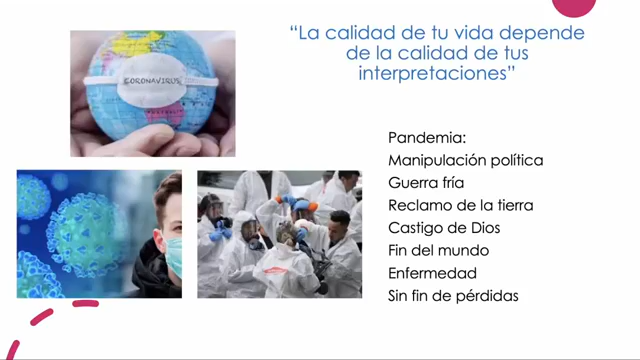 “La calidad de tu vida depende
de la calidad de tus
interpretaciones”
CORONAVIRUS
Pandemia:
Manipulación política
Guerra fría
Reclamo de la tierra
Castigo de Dios
Fin del mundo
Enfermedad
Sin fin de pérdidas